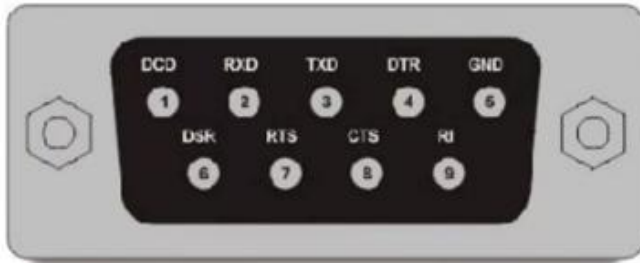 DCD RXD TXD DTR GND
1 2 3 4 5
DSR RTS CTS RI
6 7 8 9